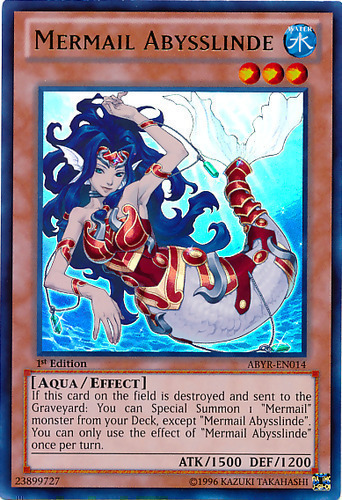 MERMAIL ABYSSLINDE
WATER
水
1st Edition
ABYR-EN014
[AQUA / EFFECT]
If this card on the field is destroyed and sent to the
Graveyard: You can Special Summon 1 "Mermail"
monster from your Deck, except "Mermail Abysslinde".
You can only use the effect of "Mermail Abysslinde"
once per turn.
ATK/1500 DEF/1200
23899727
©1996 KAZUKI TAKAHASHI